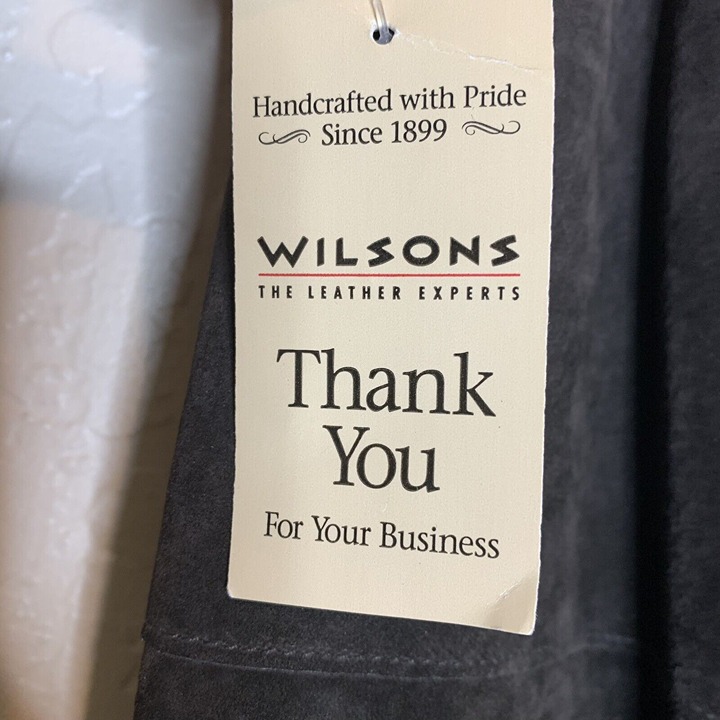 Handcrafted with Pride
Since 1899
WILSONS
THE LEATHER EXPERTS
Thank
You
For Your Business